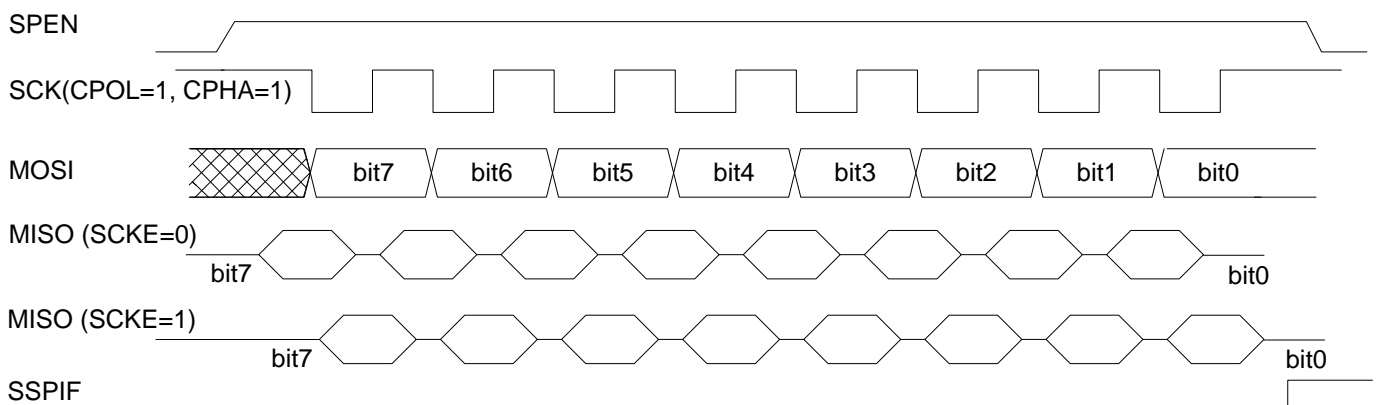 SPEN
SCK(CPOL=1, CPHA=1)
MOSI
bit7 bit6 bit5 bit4 bit3 bit2 bit1 bit0
MISO (SCKE=0)
bit7 bit0
MISO (SCKE=1)
bit7 bit0
SSPIF